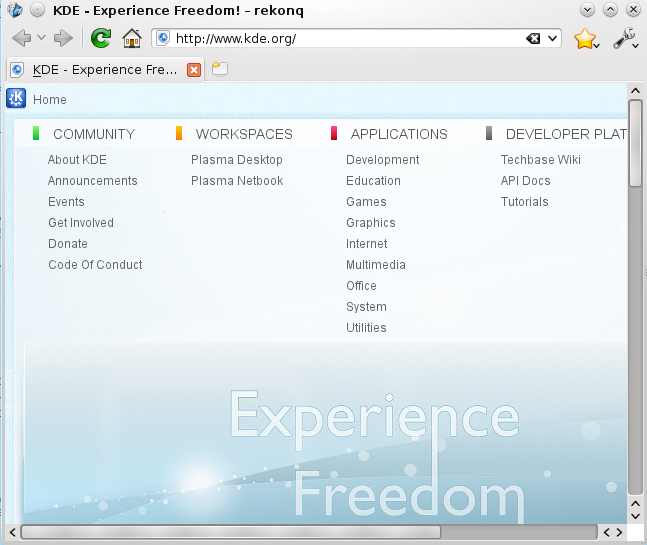 KDE - Experience Freedom! - rekonq
http://www.kde.org/
KDE - Experience Fre...
Home
COMMUNITY
About KDE
Announcements
Events
Get Involved
Donate
Code Of Conduct
WORKSPACES
Plasma Desktop
Plasma Netbook
APPLICATIONS
Development
Education
Games
Graphics
Internet
Multimedia
Office
System
Utilities
DEVELOPER PLAT
Techbase Wiki
API Docs
Tutorials
Experience
Freedom